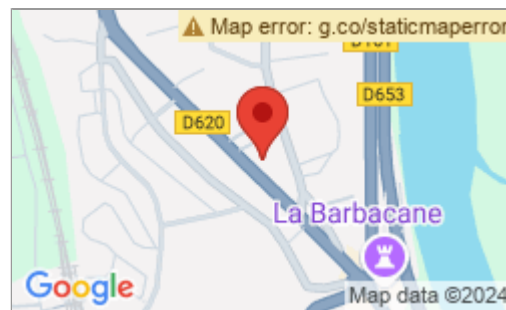 Map error: g.co/staticmaperror
D620
D653
La Barbacane
Google
Map data ©2024